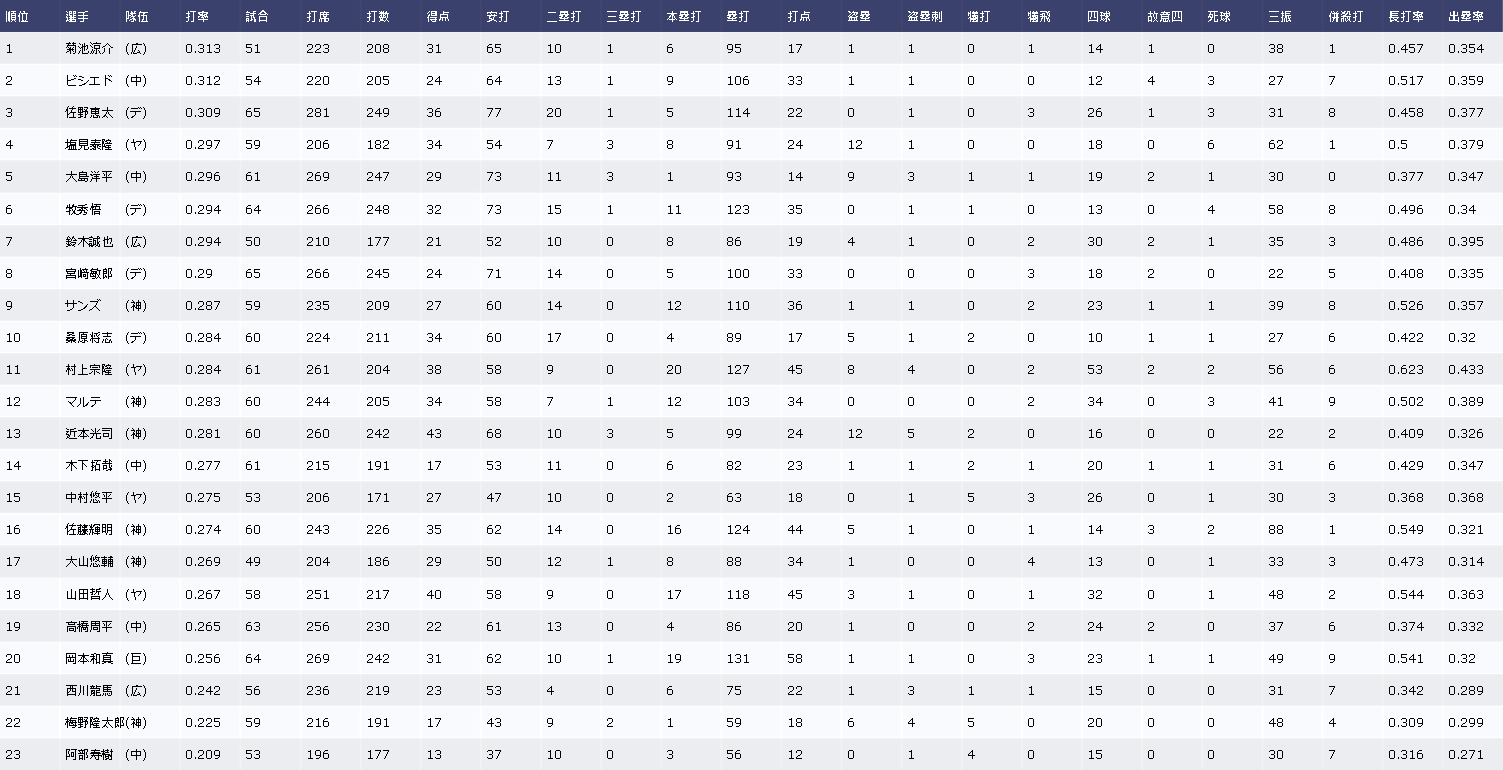 順位 選手 隊伍 打率 試合 打席 打数 得点 安打 二塁打 三塁打 本塁打 塁打 打点 盗塁 盗塁刺 犠打 犠飛 四球 故意四 死球 三振 併殺打 長打率 出塁率
1 菊池涼介 (広) 0.313 51 223 208 31 65 10 1 6 95 17 1 1 0 1 14 1 0 38 1 0.457 0.354
2 ビシエド (中) 0.312 54 220 205 24 64 13 1 9 106 33 1 1 0 0 12 4 3 27 7 0.517 0.359
3 佐野恵太 (デ) 0.309 65 281 249 36 77 20 1 5 114 22 0 1 0 3 26 1 3 31 8 0.458 0.377
4 塩見泰隆 (ヤ) 0.297 59 206 182 34 54 7 3 8 91 24 12 1 0 0 18 0 6 62 1 0.5 0.379
5 大島洋平 (中) 0.296 61 269 247 29 73 11 3 1 93 14 9 3 1 1 19 2 1 30 0 0.377 0.347
6 牧秀悟 (デ) 0.294 64 266 248 32 73 15 1 11 123 35 0 1 1 0 13 0 4 58 8 0.496 0.34
7 鈴木誠也 (広) 0.294 50 210 177 21 52 10 0 8 86 19 4 1 0 2 30 2 1 35 3 0.486 0.395
8 宮﨑敏郎 (デ) 0.29 65 266 245 24 71 14 0 5 100 33 0 0 0 3 18 2 0 22 5 0.408 0.335
9 サンズ (神) 0.287 59 235 209 27 60 14 0 12 110 36 1 1 0 2 23 1 1 39 8 0.526 0.357
10 桑原将志 (デ) 0.284 60 224 211 34 60 17 0 4 89 17 5 1 2 0 10 1 1 27 6 0.422 0.32
11 村上宗隆 (ヤ) 0.284 61 261 204 38 58 9 0 20 127 45 8 4 0 2 53 2 2 56 6 0.623 0.433
12 マルテ (神) 0.283 60 244 205 34 58 7 1 12 103 34 0 0 0 2 34 0 3 41 9 0.502 0.389
13 近本光司 (神) 0.281 60 260 242 43 68 10 3 5 99 24 12 5 2 0 16 0 0 22 2 0.409 0.326
14 木下拓哉 (中) 0.277 61 215 191 17 53 11 0 6 82 23 1 1 2 1 20 1 1 31 6 0.429 0.347
15 中村悠平 (ヤ) 0.275 53 206 171 27 47 10 0 2 63 18 0 1 5 3 26 0 1 30 3 0.368 0.368
16 佐藤輝明 (神) 0.274 60 243 226 35 62 14 0 16 124 44 5 1 0 1 14 3 2 88 1 0.549 0.321
17 大山悠輔 (神) 0.269 49 204 186 29 50 12 1 8 88 34 1 0 0 4 13 0 1 33 3 0.473 0.314
18 山田哲人 (ヤ) 0.267 58 251 217 40 58 9 0 17 118 45 3 1 0 1 32 0 1 48 2 0.544 0.363
19 高橋周平 (中) 0.265 63 256 230 22 61 13 0 4 86 20 1 0 0 2 24 2 0 37 6 0.374 0.332
20 岡本和真 (巨) 0.256 64 269 242 31 62 10 1 19 131 58 1 1 0 3 23 1 1 49 9 0.541 0.32
21 西川龍馬 (広) 0.242 56 236 219 23 53 4 0 6 75 22 1 3 1 1 15 0 0 31 7 0.342 0.289
22 梅野隆太郎(神) 0.225 59 216 191 17 43 9 2 1 59 18 6 4 5 0 20 0 0 48 4 0.309 0.299
23 阿部寿樹 (中) 0.209 53 196 177 13 37 10 0 3 56 12 0 1 4 0 15 0 0 30 7 0.316 0.271